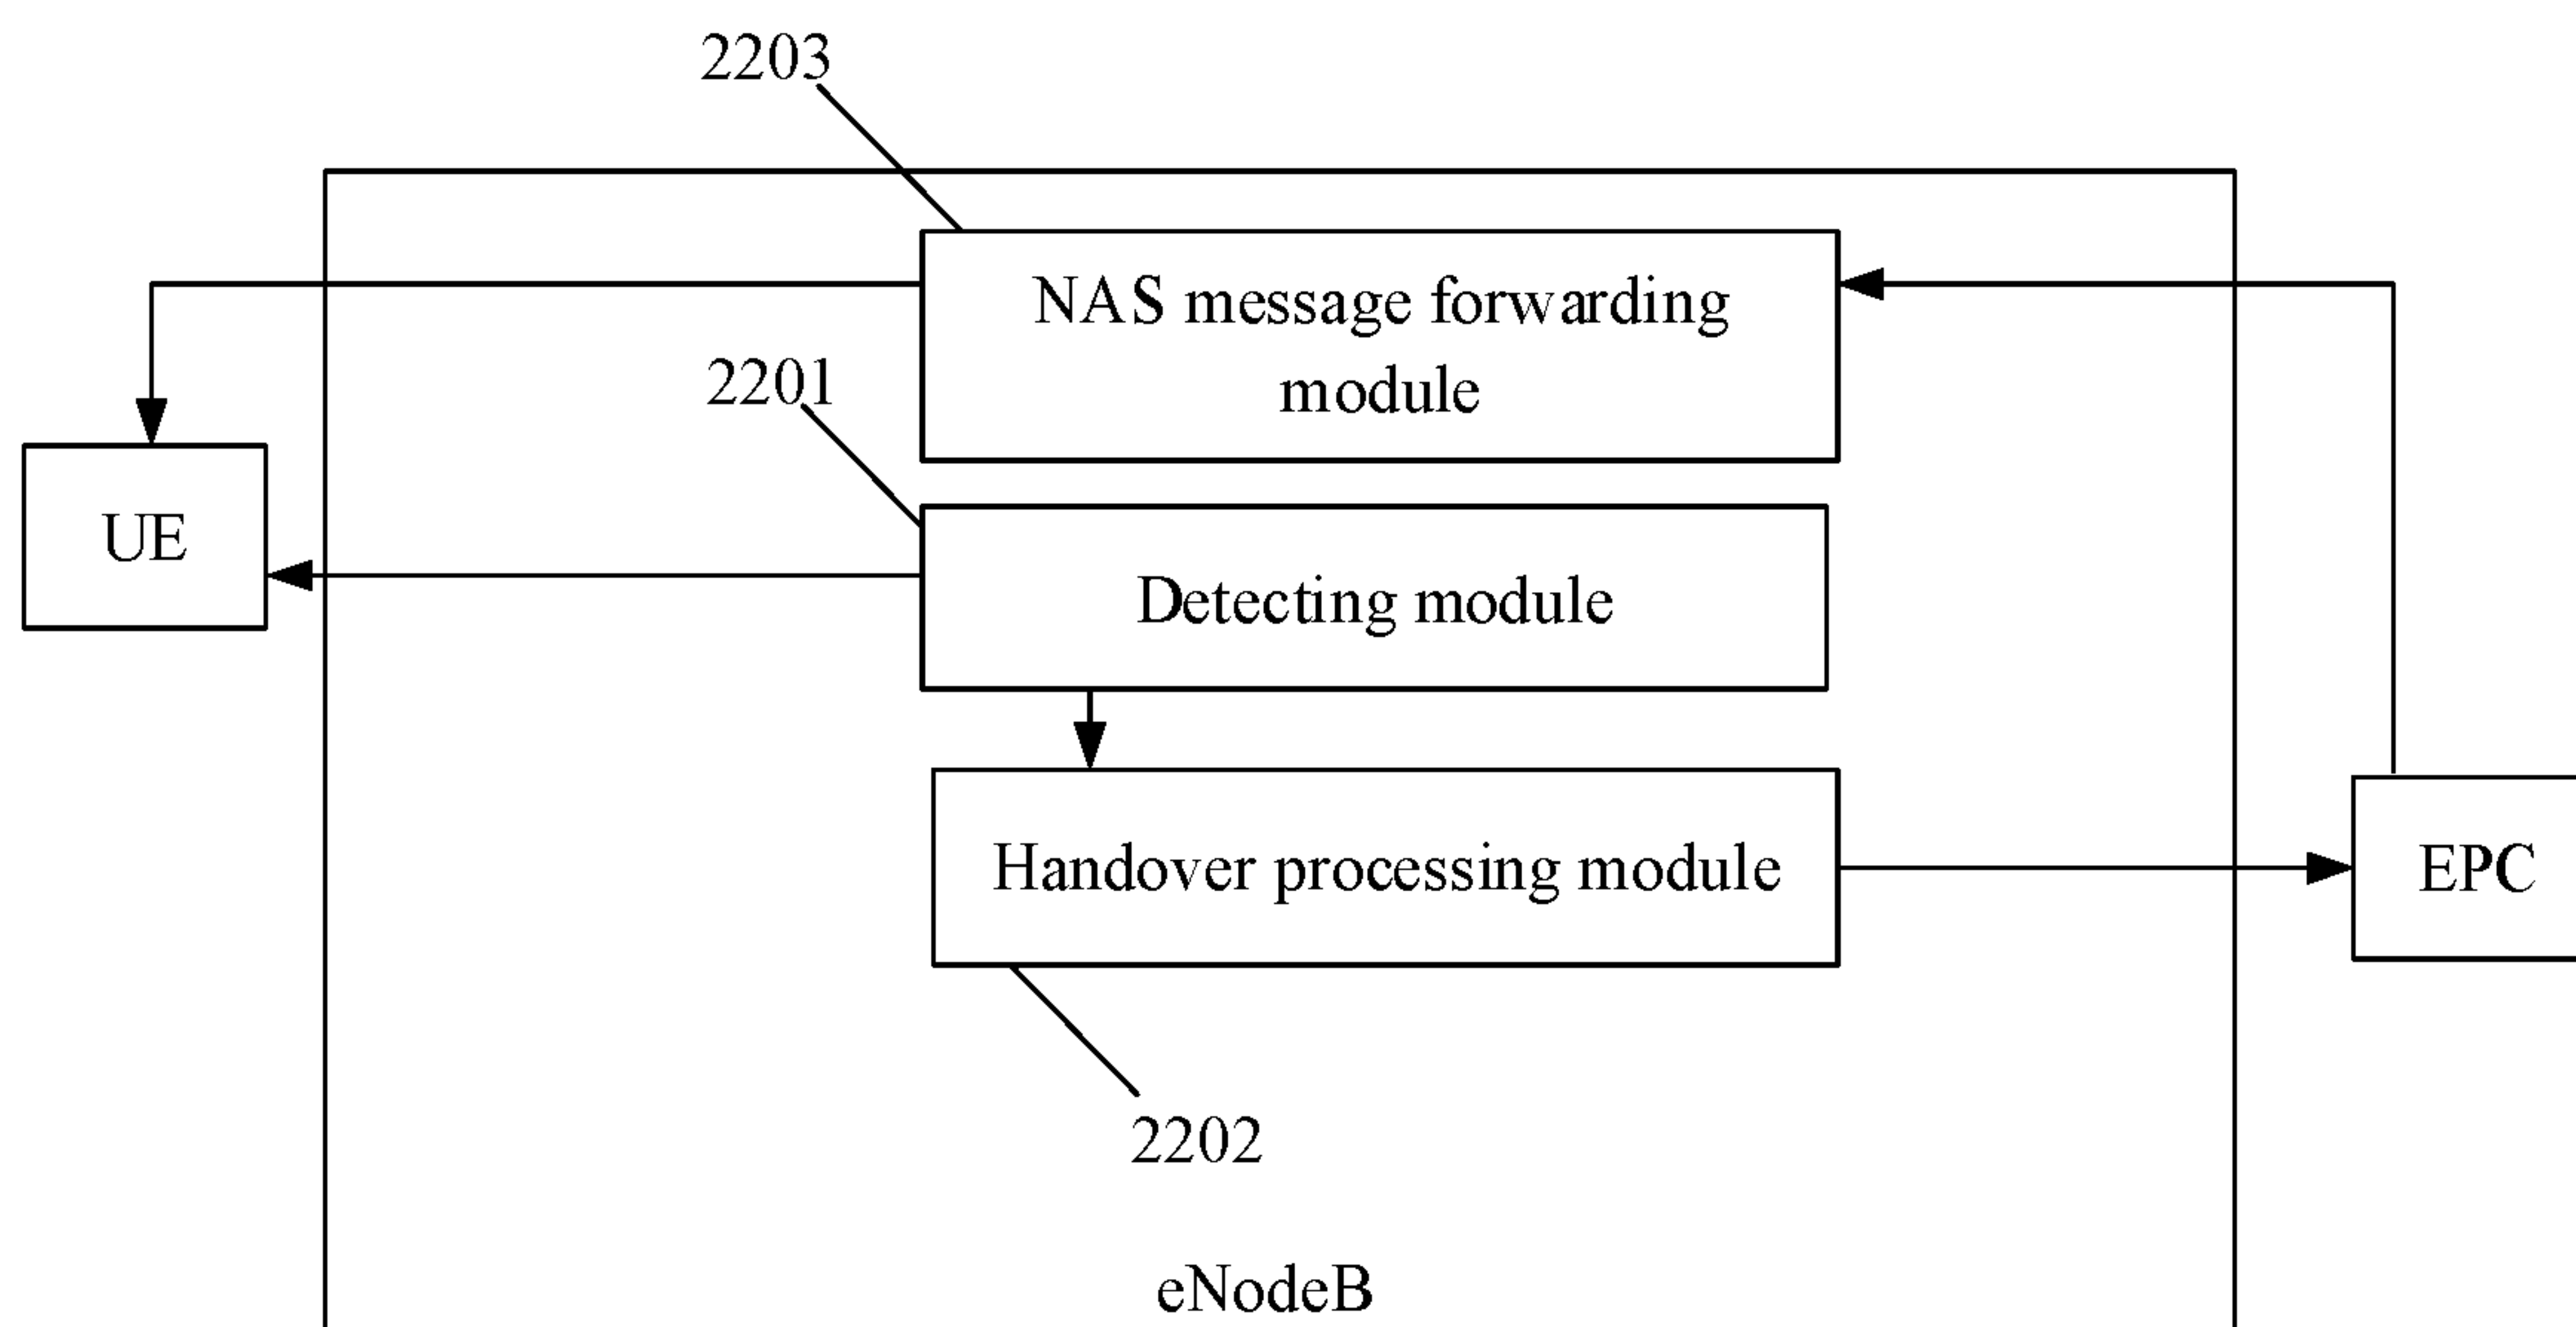 2203
NAS message forwarding
module
2201
UE
Detecting module
Handover processing module
EPC
2202
eNodeB